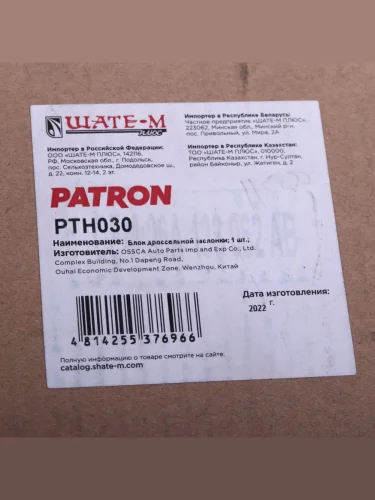 ШАТЕ-М
ПЛЮС
Импортер в Российской Федерации:
ООО «ШАТЕ-М ПЛЮС», 142116,
РФ, Московская обл., г. Подольск,
пос. Сельхозтехника, Домодедовское ш.,
д. 22, комн. 12-14, 2 эт.
Импортер в Республике Беларусь:
Частное предприятие «ШАТЕ-М ПЛЮС»,
223062, Минская обл., Минский р-н,
пос. Привольный, ул. Мира, 2А
Импортер в Республике Казахстан:
ТОО «ШАТЕ-М ПЛЮС», 010000,
Республика Казахстан, г. Нур-Султан,
район Байконыр, ул. Жетиген, д. 2
PATRON
PTH030
Наименование: Блок дроссельной заслонки; 1 шт.;
Изготовитель: OSSCA Auto Parts Imp and Exp Co., Ltd.
Complex Building, No.1 Dapeng Road,
Ouhai Economic Development Zone, Wenzhou, Китай
4 814255 376966
Дата изготовления:
г.
2022
Полную информацию о товаре смотрите на сайте:
catalog.shate-m.com